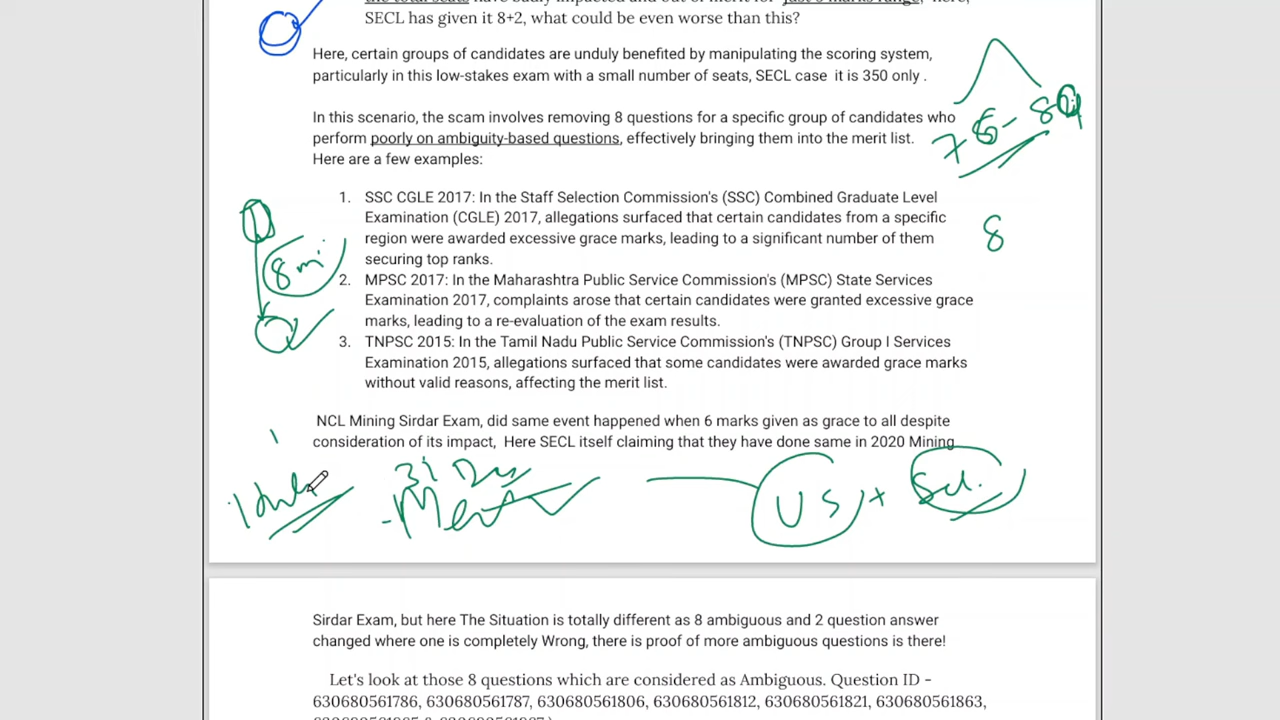 SECL has given it 8+2, what could be even worse than this?
Here, certain groups of candidates are unduly benefited by manipulating the scoring system,
particularly in this low-stakes exam with a small number of seats, SECL case it is 350 only .
In this scenario, the scam involves removing 8 questions for a specific group of candidates who
perform poorly on ambiguity-based questions, effectively bringing them into the merit list.
Here are a few examples:
1. SSC CGLE 2017: In the Staff Selection Commission's (SSC) Combined Graduate Level
Examination (CGLE) 2017, allegations surfaced that certain candidates from a specific
region were awarded excessive grace marks, leading to a significant number of them
securing top ranks.
8
8 mi
2. MPSC 2017: In the Maharashtra Public Service Commission's (MPSC) State Services
Examination 2017, complaints arose that certain candidates were granted excessive grace
marks, leading to a re-evaluation of the exam results.
3. TNPSC 2015: In the Tamil Nadu Public Service Commission's (TNPSC) Group I Services
Examination 2015, allegations surfaced that some candidates were awarded grace marks
without valid reasons, affecting the merit list.
NCL Mining Sirdar Exam, did same event happened when 6 marks given as grace to all despite
consideration of its impact, Here SECL itself claiming that they have done same in 2020 Mining
US +
Sirdar Exam, but here The Situation is totally different as 8 ambiguous and 2 question answer
changed where one is completely Wrong, there is proof of more ambiguous questions is there!
Let's look at those 8 questions which are considered as Ambiguous. Question ID -
630680561786, 630680561787, 630680561806, 630680561812, 630680561821, 630680561863,